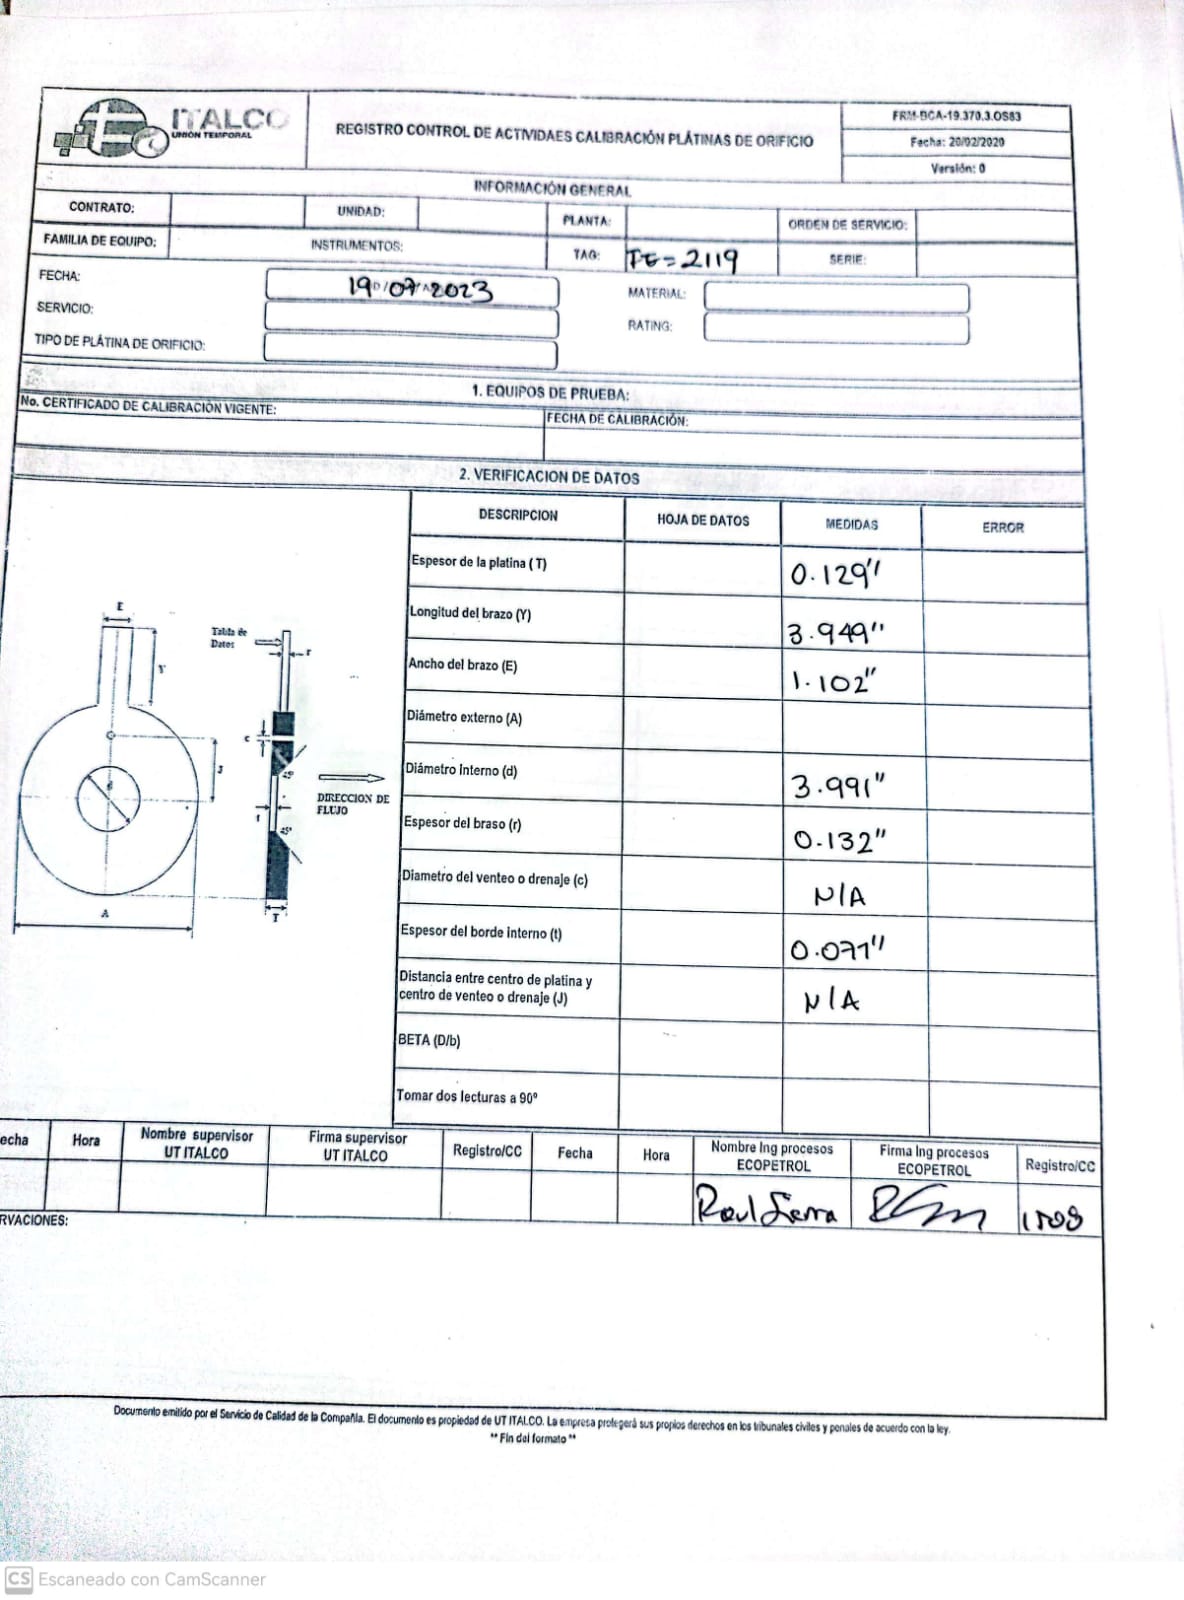 ITALCO
UNIÓN TEMPORAL
REGISTRO CONTROL DE ACTIVIDAES CALIBRACIÓN PLÁTINAS DE ORIFICIO
FRM-BCA-19.370.3.OS83
Fecha: 20/02/2020
Versión: 0
INFORMACIÓN GENERAL
CONTRATO:
UNIDAD:
PLANTA:
ORDEN DE SERVICIO:
FAMILIA DE EQUIPO:
INSTRUMENTOS:
TAG: FE=2119
SERIE:
FECHA: 19/07/2023
MATERIAL:
SERVICIO:
RATING:
TIPO DE PLÁTINA DE ORIFICIO:
1. EQUIPOS DE PRUEBA:
No. CERTIFICADO DE CALIBRACIÓN VIGENTE:
FECHA DE CALIBRACIÓN:
2. VERIFICACION DE DATOS
DESCRIPCION HOJA DE DATOS MEDIDAS ERROR
Espesor de la platina ( T) 0.129"
Longitud del brazo (Y) 3.949"
Ancho del brazo (E) 1.102"
Diámetro externo (A)
Diámetro Interno (d) 3.991"
Espesor del braso (r) 0.132"
Diametro del venteo o drenaje (c) N/A
Espesor del borde interno (t) 0.071"
Distancia entre centro de platina y
centro de venteo o drenaje (J) N/A
BETA (D/b)
Tomar dos lecturas a 90º
E
Y
J
d
A
Tabla de
Datos
r
c
45º
t
45º
T
DIRECCION DE
FLUJO
echa
Hora
Nombre supervisor
UT ITALCO
Firma supervisor
UT ITALCO
Registro/CC
Fecha
Hora
Nombre Ing procesos
ECOPETROL
Firma Ing procesos
ECOPETROL
Registro/CC
Raul Sierra
RVACIONES:
Documento emitido por el Servicio de Calidad de la Compañía. El documento es propiedad de UT ITALCO. La empresa protegerá sus propios derechos en los tribunales civiles y penales de acuerdo con la ley.
** Fin del formato **
CS Escaneado con CamScanner